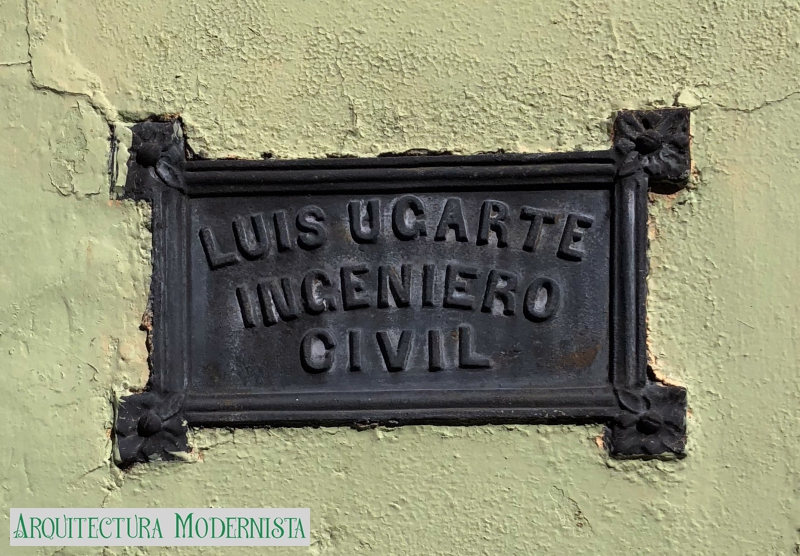 LUIS UGARTE
INGENIERO
CIVIL
ARQUITECTURA MODERNISTA